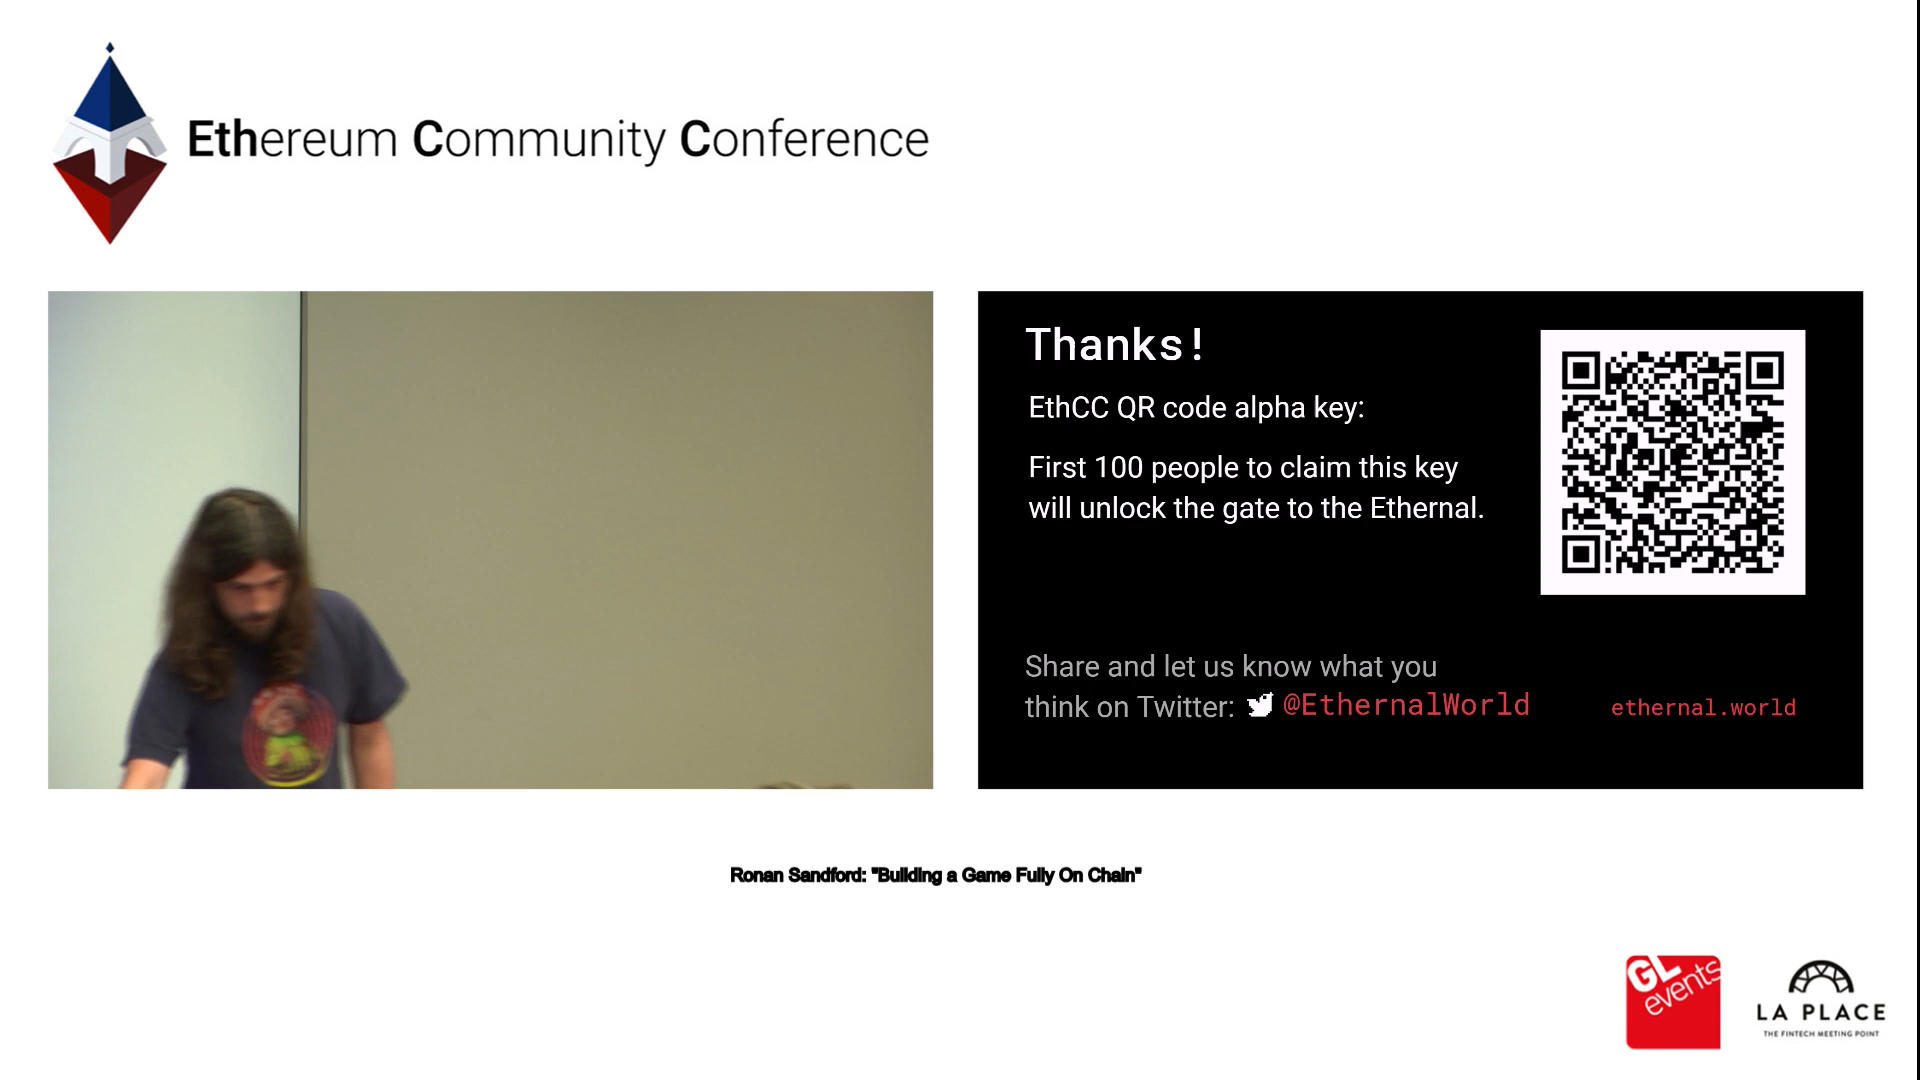 Ethereum Community Conference
Thanks!
EthCC QR code alpha key:
First 100 people to claim this key
will unlock the gate to the Ethernal.
Share and let us know what you
think on Twitter: @EthernalWorld
ethernal.world
Ronan Sandford: "Building a Game Fully On Chain"
GL
events
LA PLACE
THE FINTECH MEETING POINT